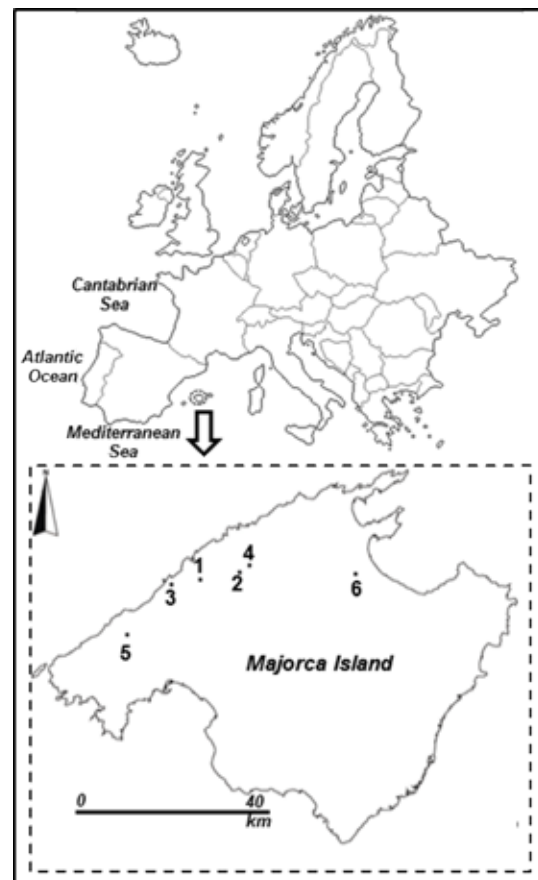 Cantabrian
Sea
Atlantic
Ocean
Mediterranean
Sea
1
4
3
2
6
5
Majorca Island
0
40
km